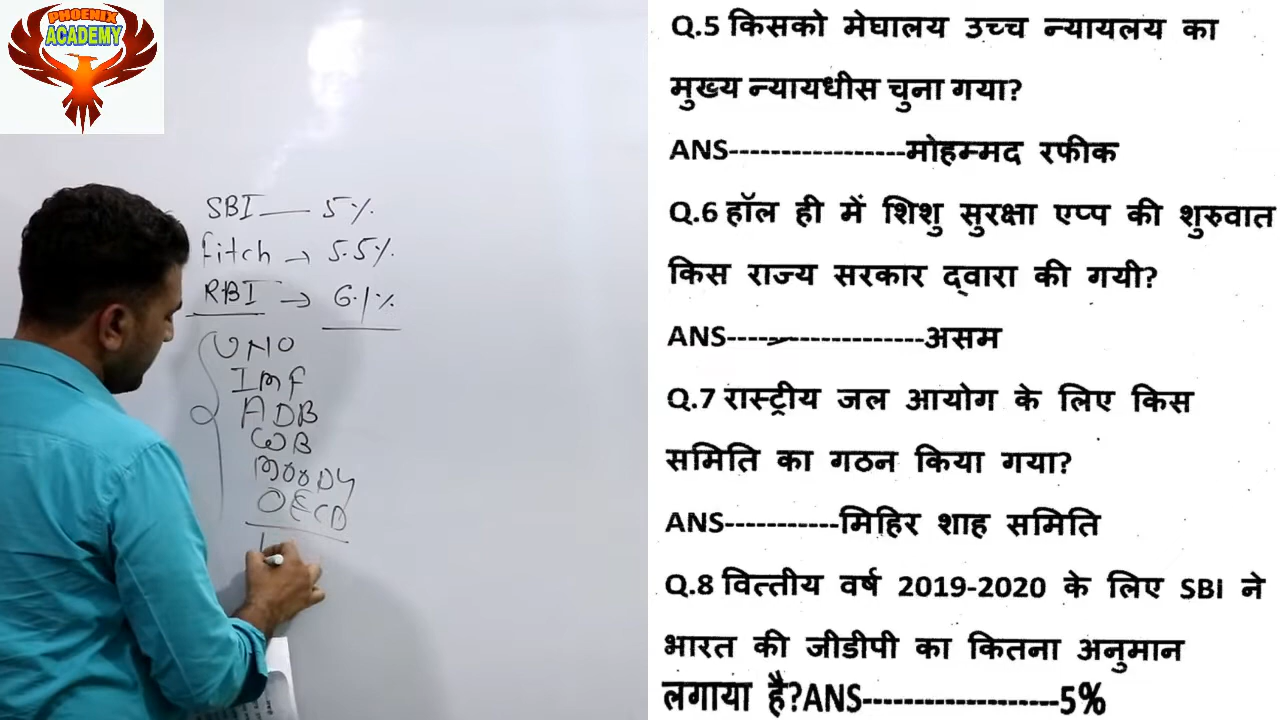 PHOENIX
ACADEMY
SBI — 5%
Fitch → 5.5%
RBI → 6.1%
UNO
IMF
ADB
WB
MOODY
OECD
Q.5 किसको मेघालय उच्च न्यायलय का
मुख्य न्यायधीस चुना गया?
ANS-----------------मोहम्मद रफीक
Q.6 हॉल ही में शिशु सुरक्षा एप्प की शुरुवात
किस राज्य सरकार द्वारा की गयी?
ANS-------------------असम
Q.7 रास्ट्रीय जल आयोग के लिए किस
समिति का गठन किया गया?
ANS-----------मिहिर शाह समिति
Q.8 वित्तीय वर्ष 2019-2020 के लिए SBI ने
भारत की जीडीपी का कितना अनुमान
लगाया है?ANS-------------------5%